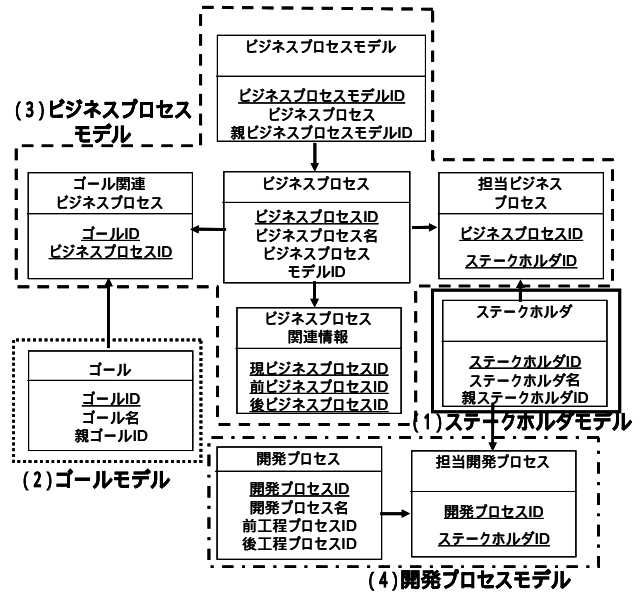 ビジネスプロセスモデル
ビジネスプロセスモデルID
ビジネスプロセス
親ビジネスプロセスモデルID
(3)ビジネスプロセス
モデル
ゴール関連
ビジネスプロセス
ゴールID
ビジネスプロセスID
ビジネスプロセス
ビジネスプロセスID
ビジネスプロセス名
ビジネスプロセス
モデルID
担当ビジネス
プロセス
ビジネスプロセスID
ステークホルダID
ビジネスプロセス
関連情報
現ビジネスプロセスID
前ビジネスプロセスID
後ビジネスプロセスID
ステークホルダ
ステークホルダID
ステークホルダ名
親ステークホルダID
(1)ステークホルダモデル
ゴール
ゴールID
ゴール名
親ゴールID
(2)ゴールモデル
開発プロセス
開発プロセスID
開発プロセス名
前工程プロセスID
後工程プロセスID
担当開発プロセス
開発プロセスID
ステークホルダID
(4)開発プロセスモデル